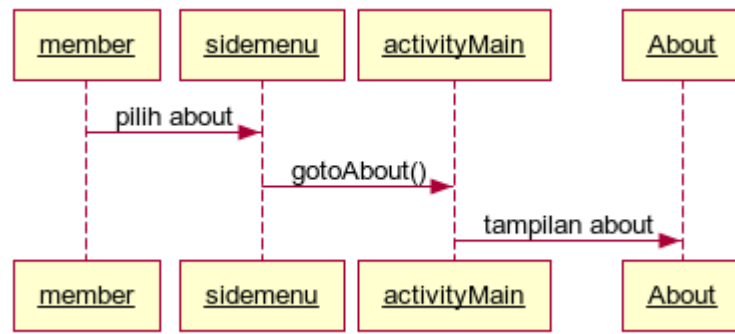 member sidemenu activityMain About
pilih about
gotoAbout()
tampilan about
member sidemenu activityMain About